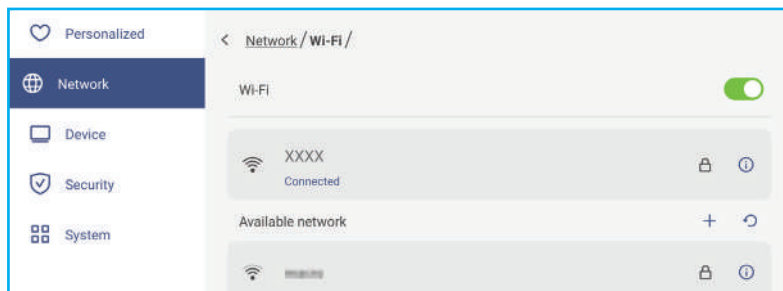 Personalized
Network
Device
Security
System
Network/Wi-Fi/
Wi-Fi
XXXX
Connected
Available network